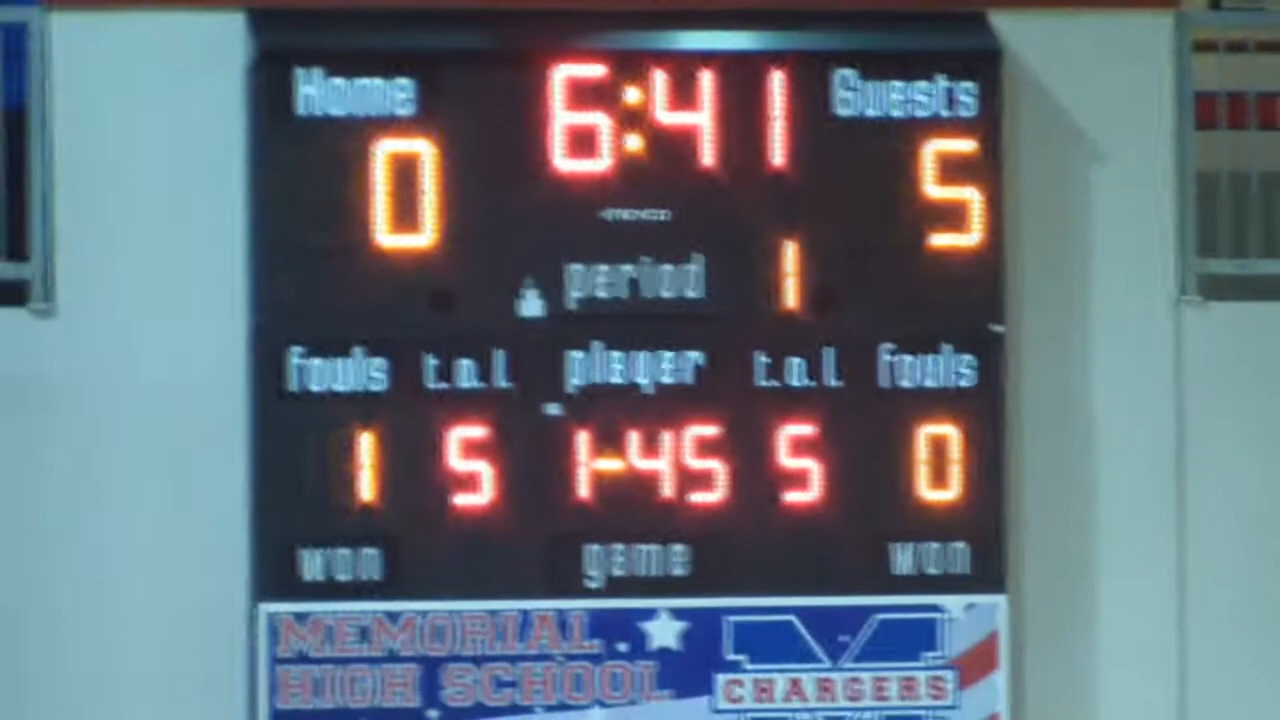 Home 6:41 Guests
0 5
period 1
fouls t.o.l. player t.o.l. fouls
1 5 1-45 5 0
won game won
MEMORIAL
HIGH SCHOOL
CHARGERS